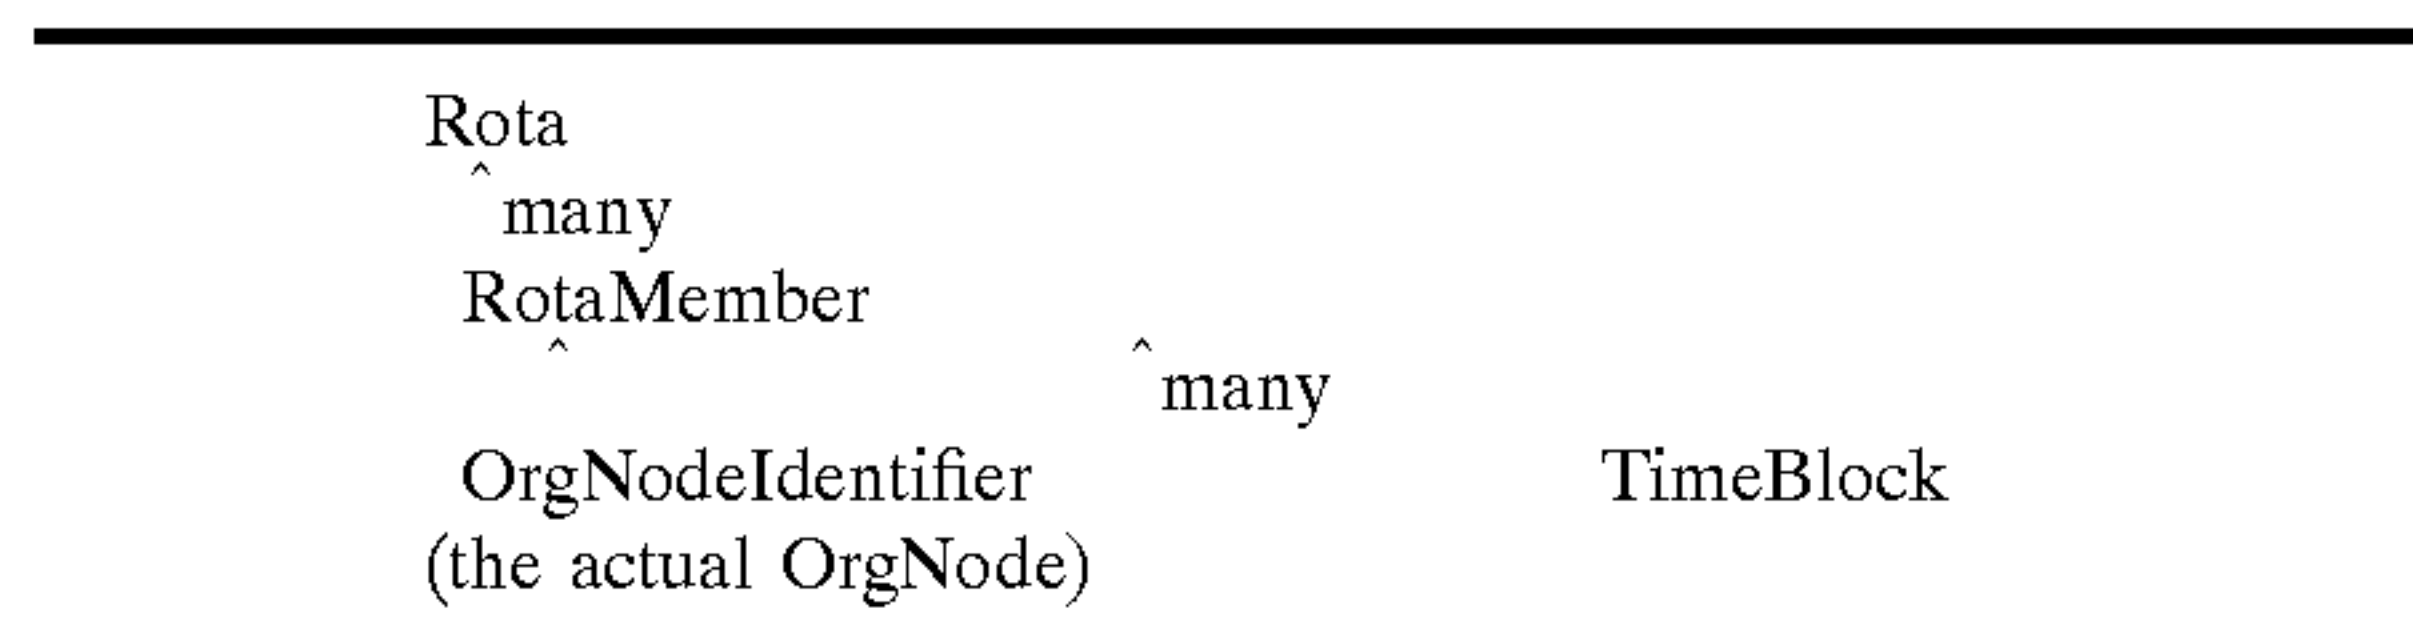 Rota
^
many
RotaMember
^ ^
many
OrgNodeIdentifier TimeBlock
(the actual OrgNode)